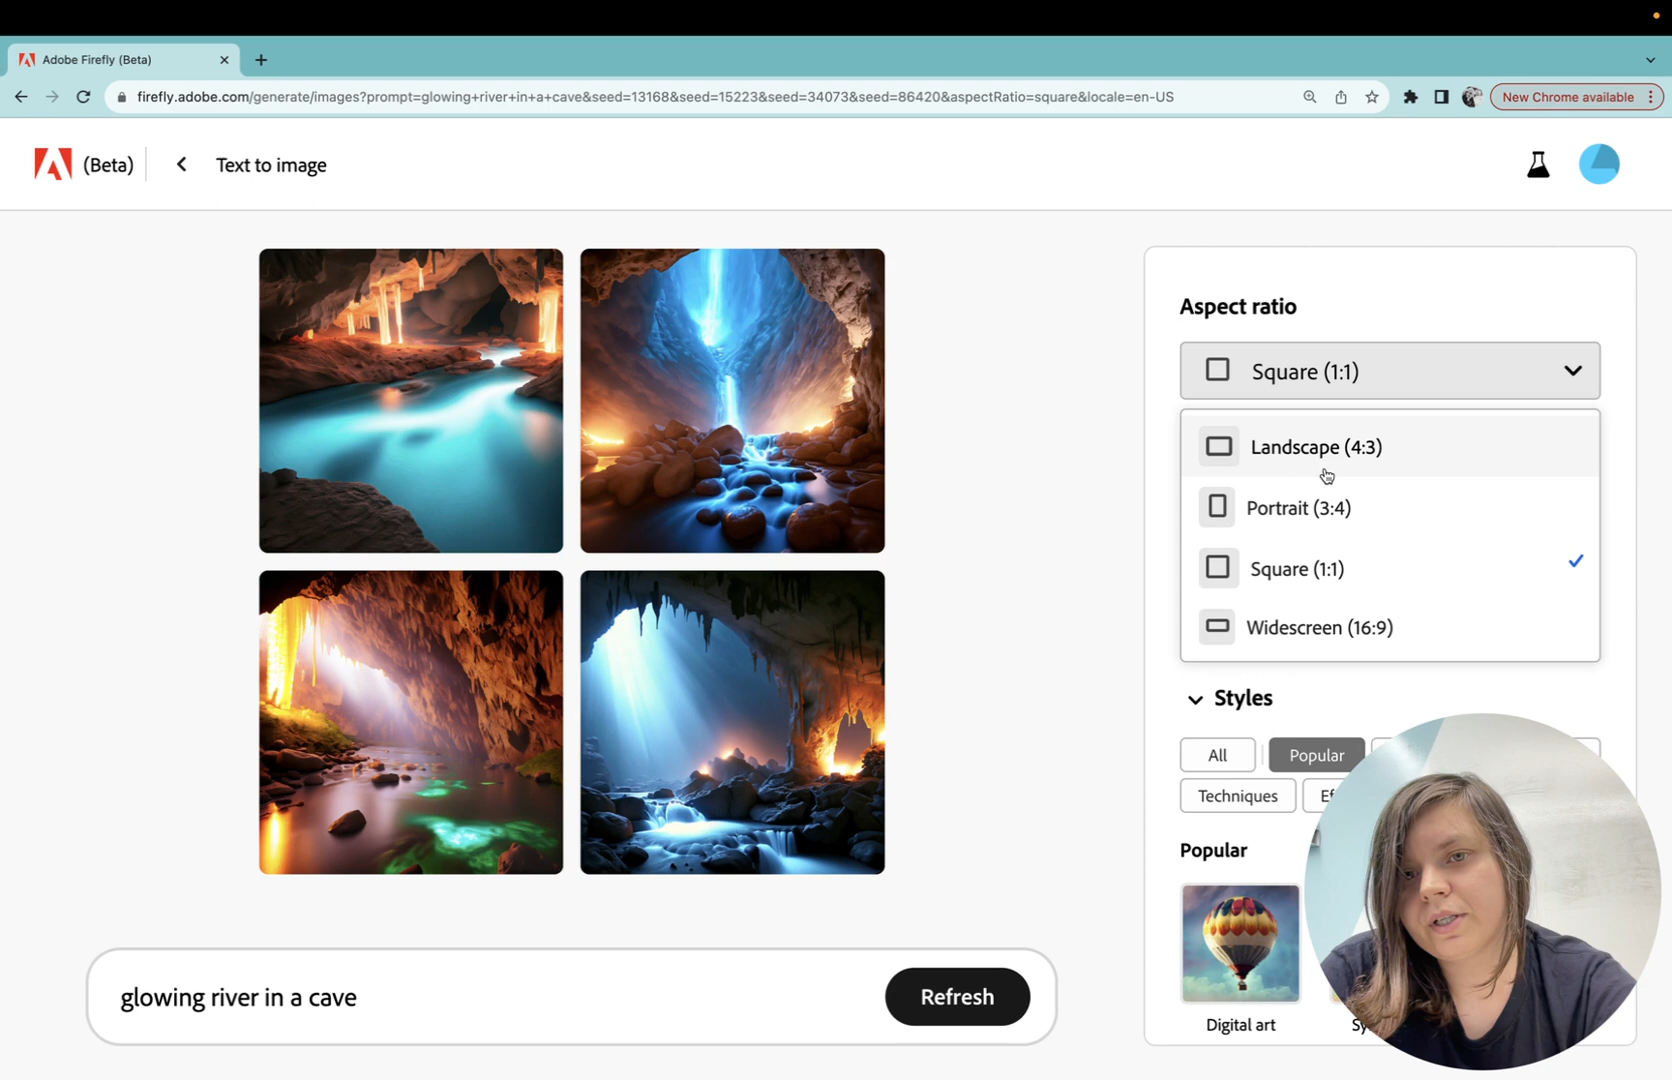 Adobe Firefly (Beta)
firefly.adobe.com/generate/images?prompt=glowing+river+in+a+cave&seed=13168&seed=15223&seed=34073&seed=86420&aspectRatio=square&locale=en-US
New Chrome available
(Beta)
Text to image
Aspect ratio
Square (1:1)
Landscape (4:3)
Portrait (3:4)
Square (1:1)
Widescreen (16:9)
Styles
All
Popular
Techniques
Popular
Digital art
glowing river in a cave
Refresh